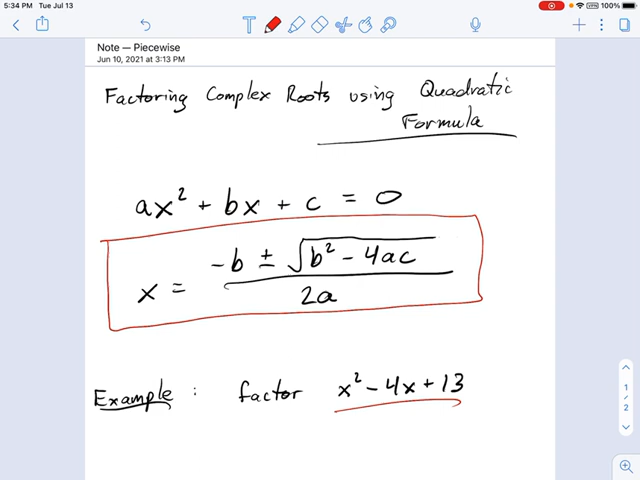 5:34 PM Tue Jul 13
100%
Note — Piecewise
Jun 10, 2021 at 3:13 PM
Factoring Complex Roots using Quadratic
Formula
ax² + bx + c = 0
x = (-b ± √(b² - 4ac)) / 2a
Example : factor x² - 4x + 13
1 / 2